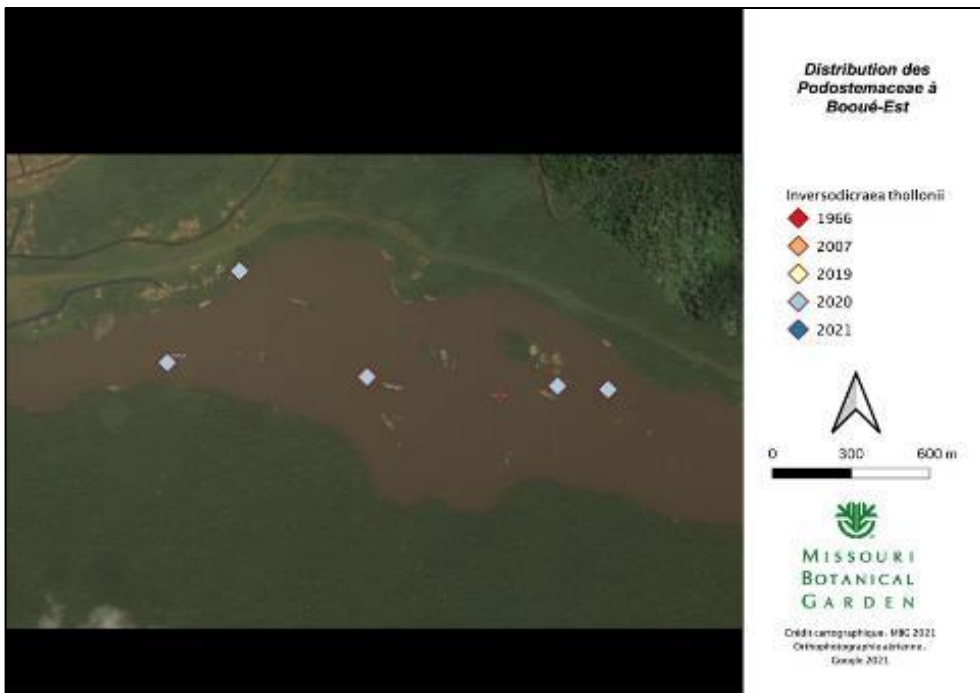 Distribution des
Podostemaceae à
Booué-Est
Inversodicraea thollonii
1966
2007
2019
2020
2021
0 300 600 m
MISSOURI
BOTANICAL
GARDEN
Crédit cartographique. MBG 2021
Orthophotographie aérienne.
Google 2021